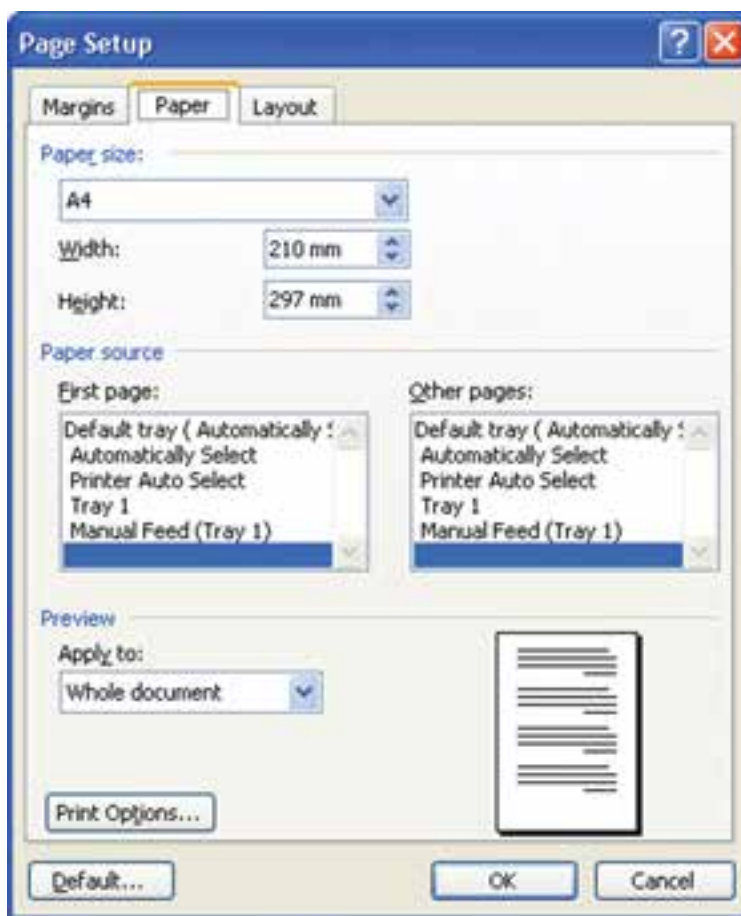 Page Setup
Margins Paper Layout
Paper size:
A4
Width: 210 mm
Height: 297 mm
Paper source
First page: Other pages:
Default tray ( Automatically Default tray ( Automatically
Automatically Select Automatically Select
Printer Auto Select Printer Auto Select
Tray 1 Tray 1
Manual Feed (Tray 1) Manual Feed (Tray 1)
Preview
Apply to:
Whole document
Print Options...
Default... OK Cancel